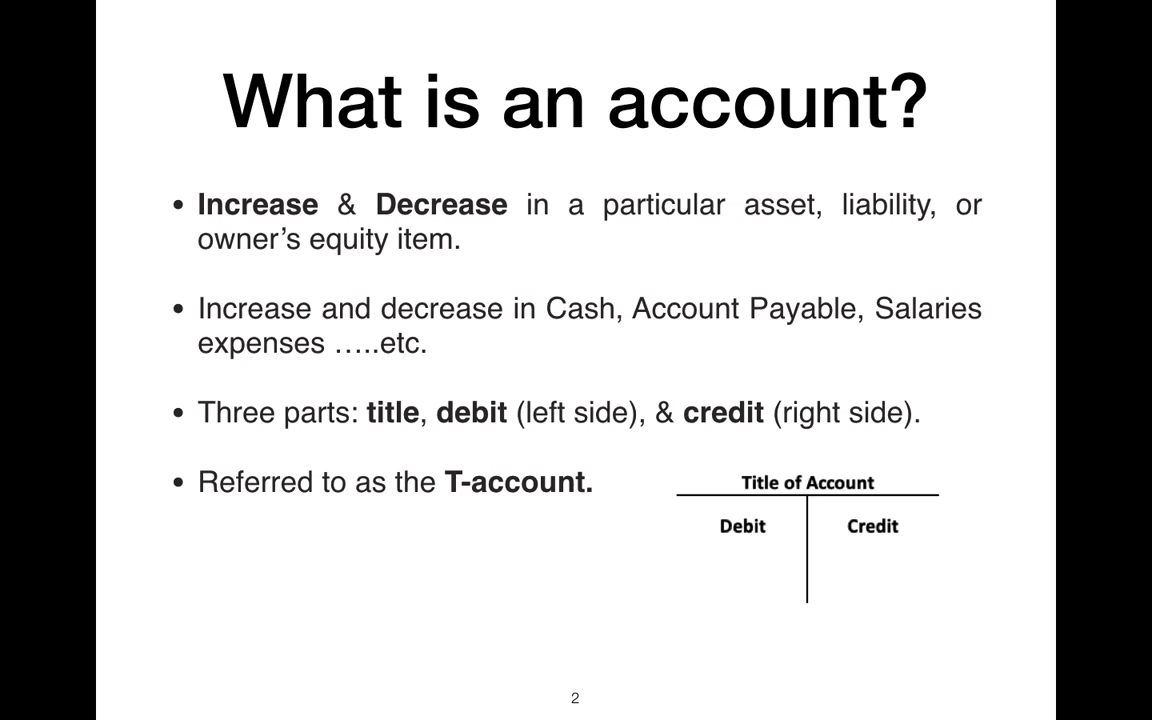 What is an account?
• Increase & Decrease in a particular asset, liability, or
owner’s equity item.
• Increase and decrease in Cash, Account Payable, Salaries
expenses …..etc.
• Three parts: title, debit (left side), & credit (right side).
• Referred to as the T-account.
Title of Account
Debit Credit
2